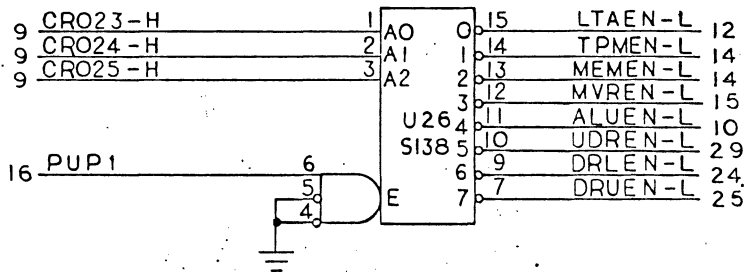 9 CRO23-H 1 A0 0 15 LTAEN-L 12
9 CRO24-H 2 A1 1 14 TPMEN-L 14
9 CRO25-H 3 A2 2 13 MEMEN-L 14
3 12 MVREN-L 15
U26 4 11 ALUEN-L 10
S138 5 10 UDREN-L 29
16 PUP1 6 6 9 DRLEN-L 24
5 E 7 7 DRUEN-L 25
4